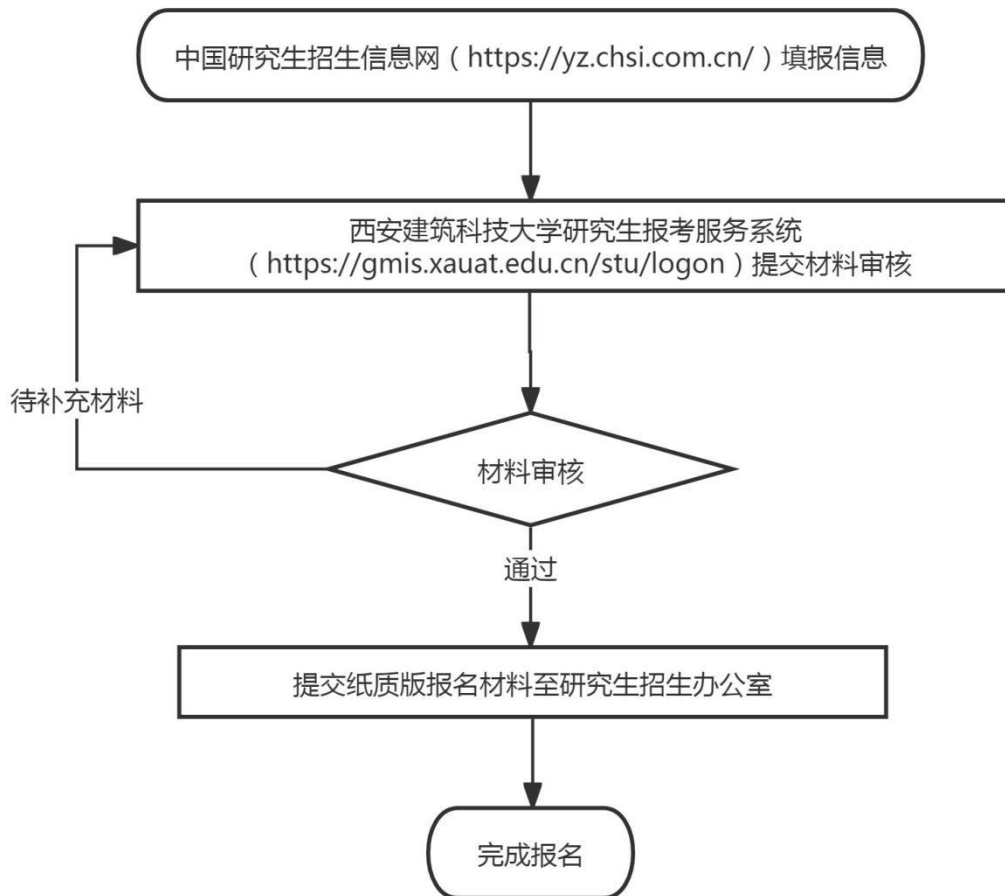 中国研究生招生信息网（https://yz.chsi.com.cn/）填报信息
西安建筑科技大学研究生报考服务系统
（https://gmis.xauat.edu.cn/stu/logon）提交材料审核
待补充材料
材料审核
通过
提交纸质版报名材料至研究生招生办公室
完成报名